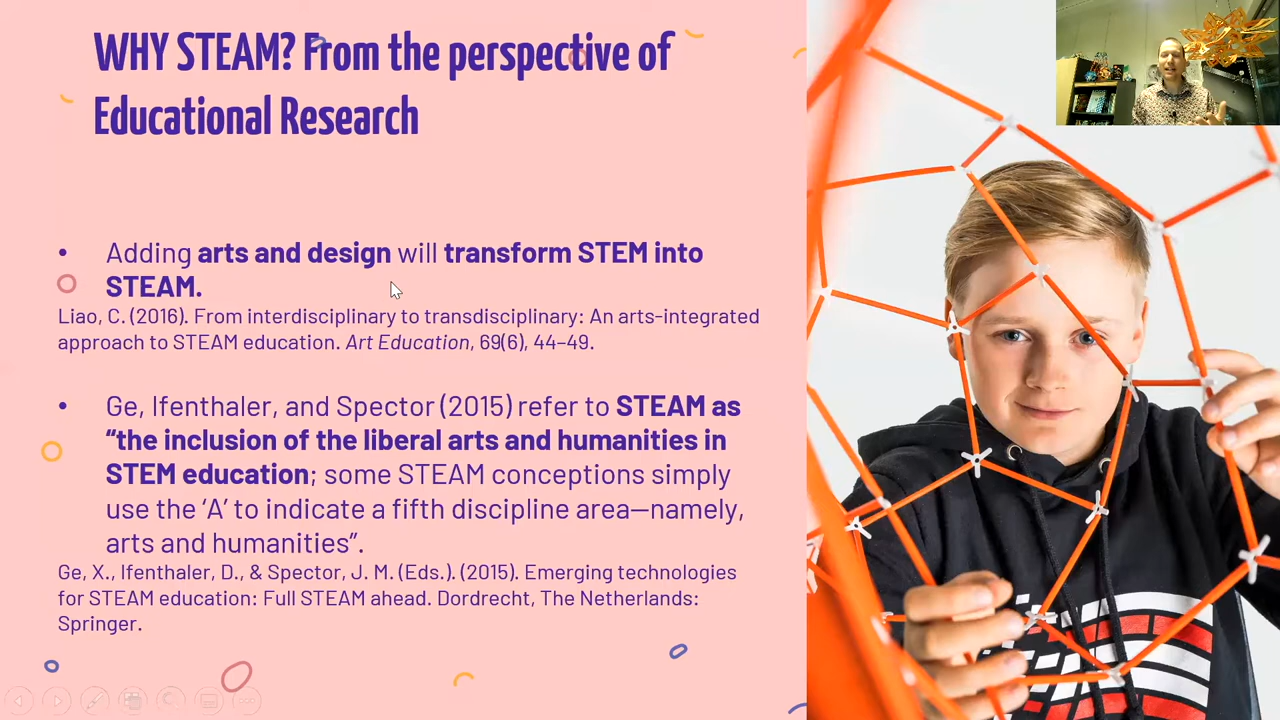 WHY STEAM? From the perspective of
Educational Research
• Adding arts and design will transform STEM into
STEAM.
Liao, C. (2016). From interdisciplinary to transdisciplinary: An arts-integrated
approach to STEAM education. Art Education, 69(6), 44–49.
• Ge, Ifenthaler, and Spector (2015) refer to STEAM as
“the inclusion of the liberal arts and humanities in
STEM education; some STEAM conceptions simply
use the ‘A’ to indicate a fifth discipline area—namely,
arts and humanities”.
Ge, X., Ifenthaler, D., & Spector, J. M. (Eds.). (2015). Emerging technologies
for STEAM education: Full STEAM ahead. Dordrecht, The Netherlands:
Springer.